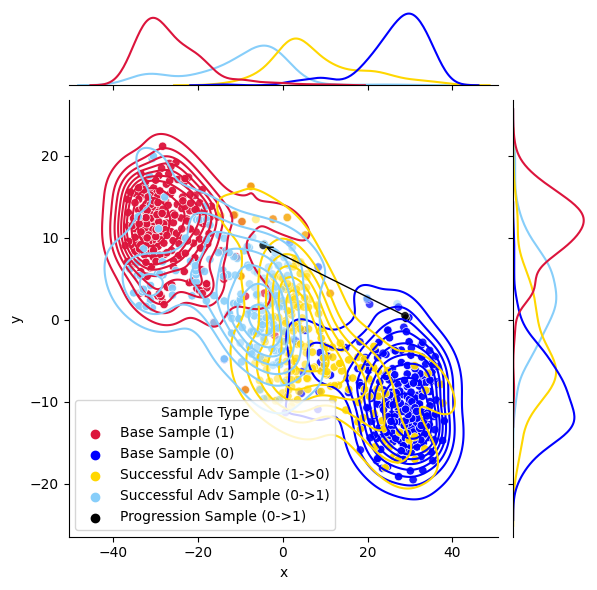 20
10
0
−10
−20
y
Sample Type
Base Sample (1)
Base Sample (0)
Successful Adv Sample (1->0)
Successful Adv Sample (0->1)
Progression Sample (0->1)
−40 −20 0 20 40
x